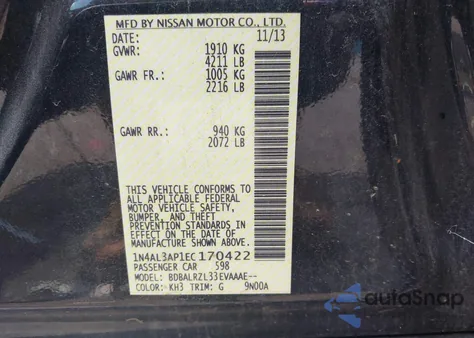 MFD BY NISSAN MOTOR CO., LTD.
DATE: 11/13
GVWR: 1910 KG
4211 LB
GAWR FR: 1005 KG
2216 LB
GAWR RR: 940 KG
2072 LB
THIS VEHICLE CONFORMS TO
ALL APPLICABLE FEDERAL
MOTOR VEHICLE SAFETY,
BUMPER, AND THEFT
PREVENTION STANDARDS IN
EFFECT ON THE DATE OF
MANUFACTURE SHOWN ABOVE.
1N4AL3AP1EC170422
PASSENGER CAR 598
MODEL: BDBALRZL33EVAAAE--
COLOR: KH3 TRIM: G 9N00A
autoSnap